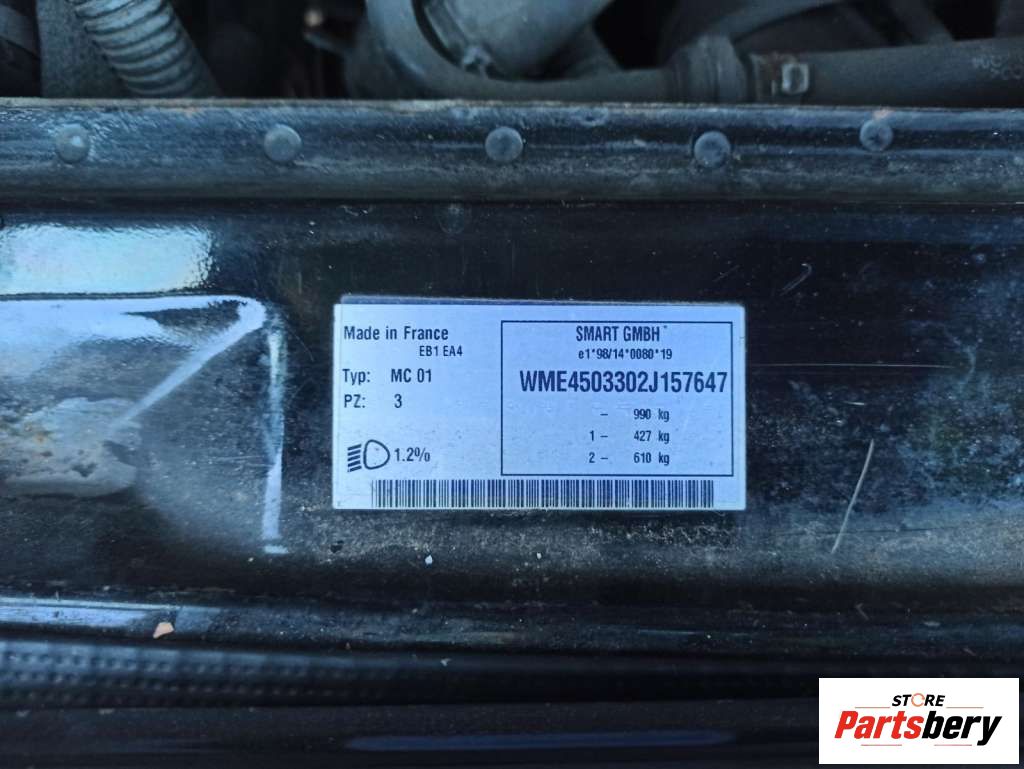 Made in France
EB1 EA4
Typ: MC 01
PZ: 3
1.2%
SMART GMBH
e1*98/14*0080*19
WME4503302J157647
– 990 kg
1 – 427 kg
2 – 610 kg
STORE
Partsbery